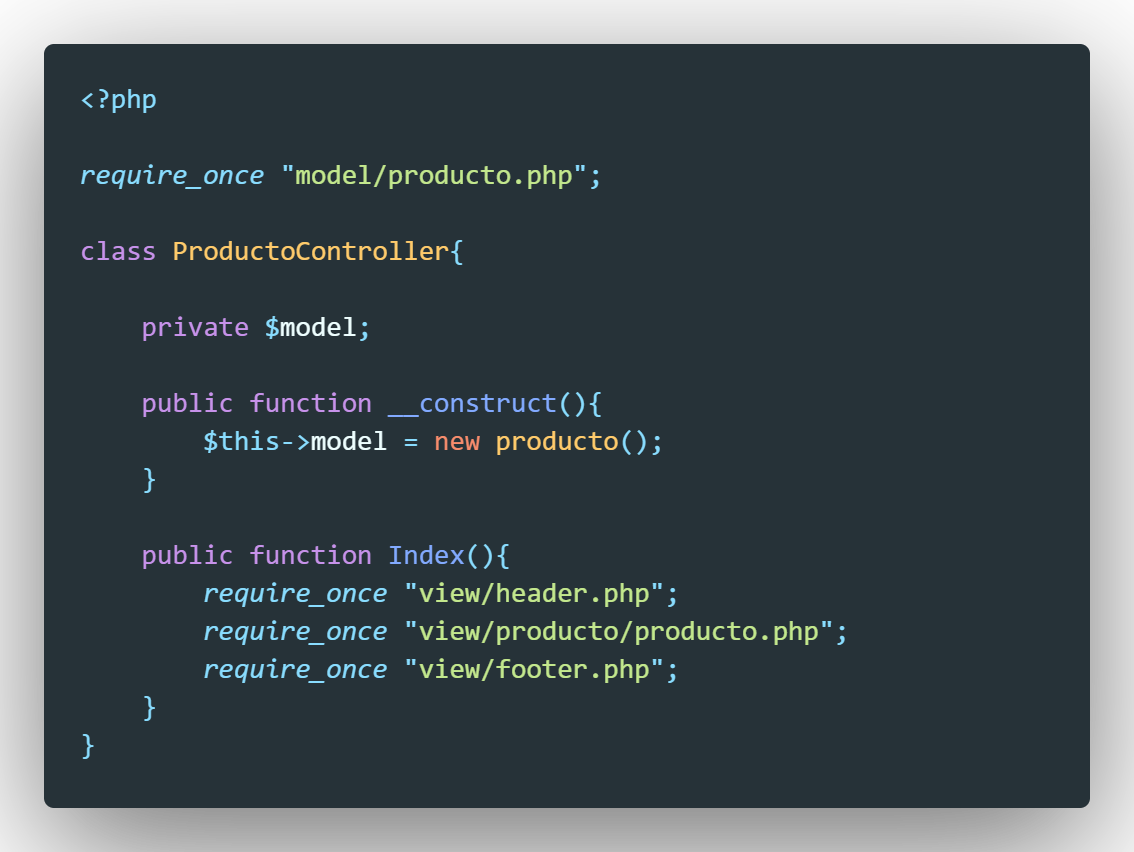 <?php
require_once "model/producto.php";
class ProductoController{
    private $model;
    public function __construct(){
        $this->model = new producto();
    }
    public function Index(){
        require_once "view/header.php";
        require_once "view/producto/producto.php";
        require_once "view/footer.php";
    }
}